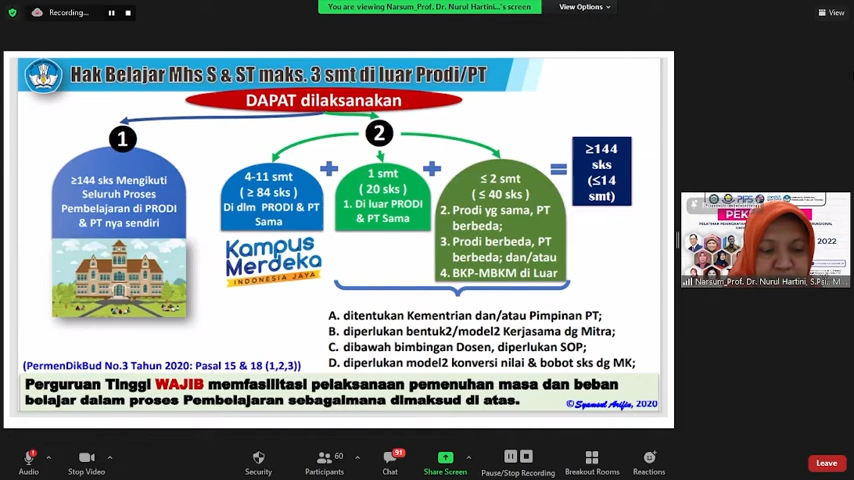 Recording...
You are viewing Narsum_Prof. Dr. Nurul Hartini...'s screen
View Options
View
Hak Belajar Mhs S & ST maks. 3 smt di luar Prodi/PT
DAPAT dilaksanakan
1
2
≥144 sks Mengikuti
Seluruh Proses
Pembelajaran di PRODI
& PT nya sendiri
4-11 smt
( ≥ 84 sks )
Di dlm PRODI & PT
Sama
+
1 smt
(20 sks )
1. Di luar PRODI
& PT Sama
+
≤ 2 smt
( ≤ 40 sks )
2. Prodi yg sama, PT
berbeda;
3. Prodi berbeda, PT
berbeda; dan/atau
4. BKP-MBKM di Luar
=
≥144
sks
(≤14
smt)
Kampus
Merdeka
INDONESIA JAYA
A. ditentukan Kementrian dan/atau Pimpinan PT;
B. diperlukan bentuk2/model2 Kerjasama dg Mitra;
C. dibawah bimbingan Dosen, diperlukan SOP;
D. diperlukan model2 konversi nilai & bobot sks dg MK;
(PermenDikBud No.3 Tahun 2020: Pasal 15 & 18 (1,2,3))
Perguruan Tinggi WAJIB memfasilitasi pelaksanaan pemenuhan masa dan beban
belajar dalam proses Pembelajaran sebagaimana dimaksud di atas.
©Syamsul Arifin, 2020
2022
Narsum_Prof. Dr. Nurul Hartini, S.Psi., M...
Audio
Stop Video
Security
60
Participants
91
Chat
Share Screen
Pause/Stop Recording
Breakout Rooms
Reactions
Leave